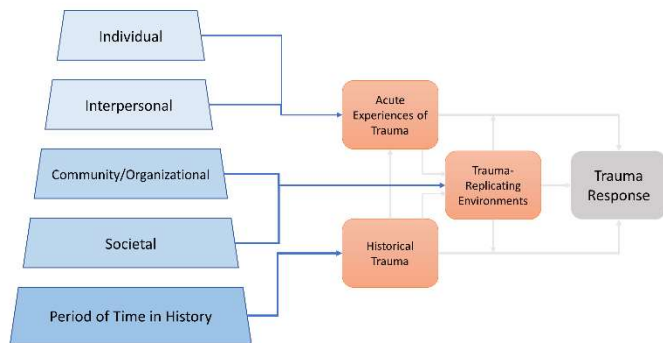 Individual
Interpersonal
Community/Organizational
Societal
Period of Time in History
Acute
Experiences of
Trauma
Trauma-
Replicating
Environments
Historical
Trauma
Trauma
Response